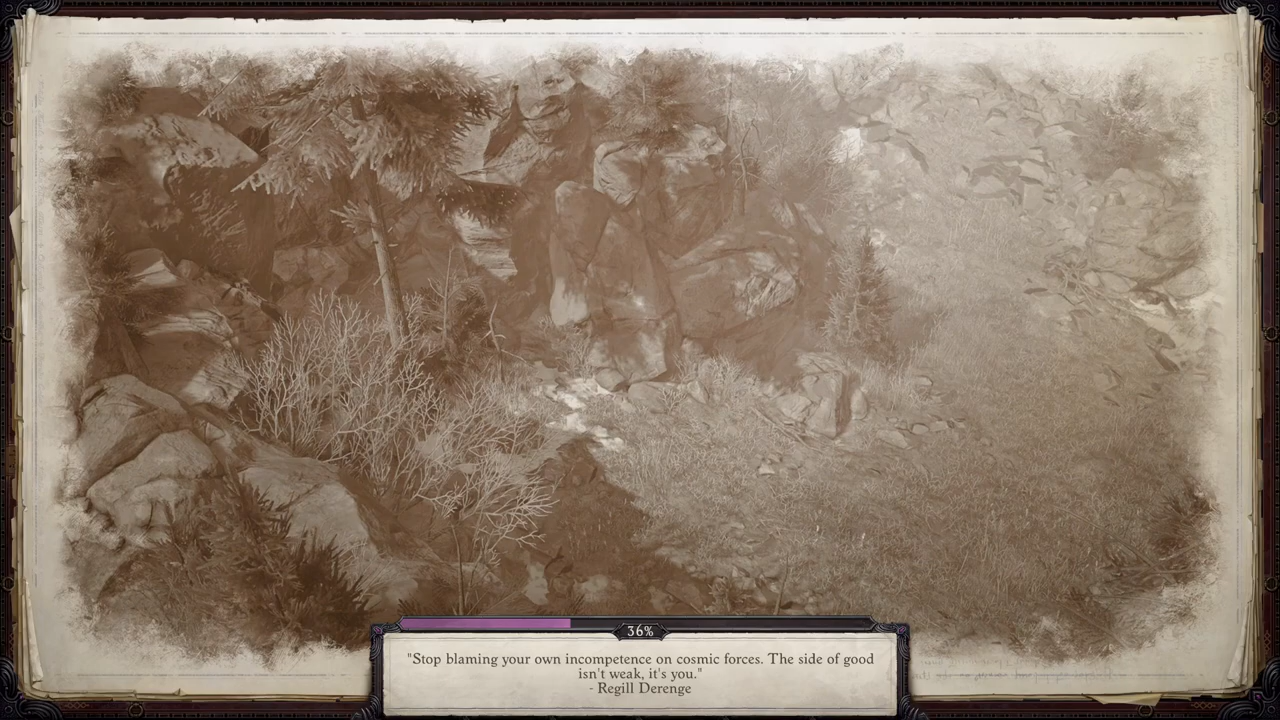 36%
"Stop blaming your own incompetence on cosmic forces. The side of good
isn't weak, it's you."
- Regill Derenge